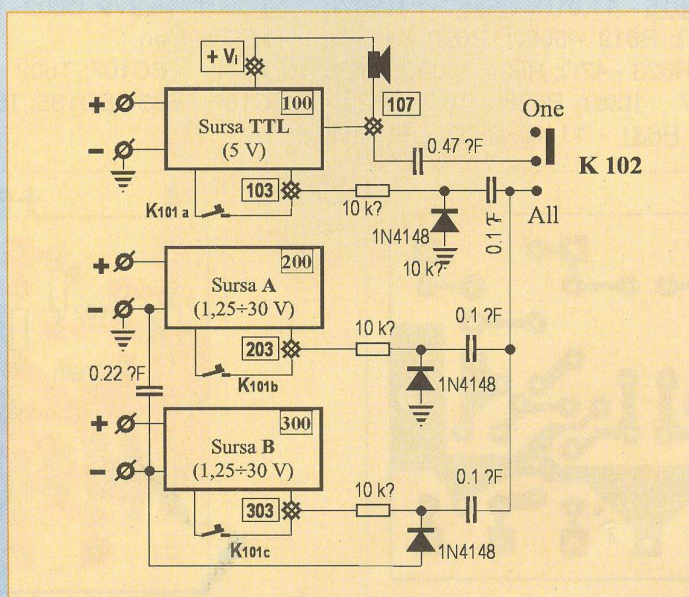 + Vᵢ
+
100
Sursa TTL
(5 V)
−
107
One
0.47 ?F
K 102
103
K101 a
10 k?
1N4148
10 k?
0.1 ?F
All
+
200
Sursa A
(1,25÷30 V)
−
203
K101b
10 k?
0.1 ?F
1N4148
0.22 ?F
+
300
Sursa B
(1,25÷30 V)
−
303
K101c
10 k?
0.1 ?F
1N4148